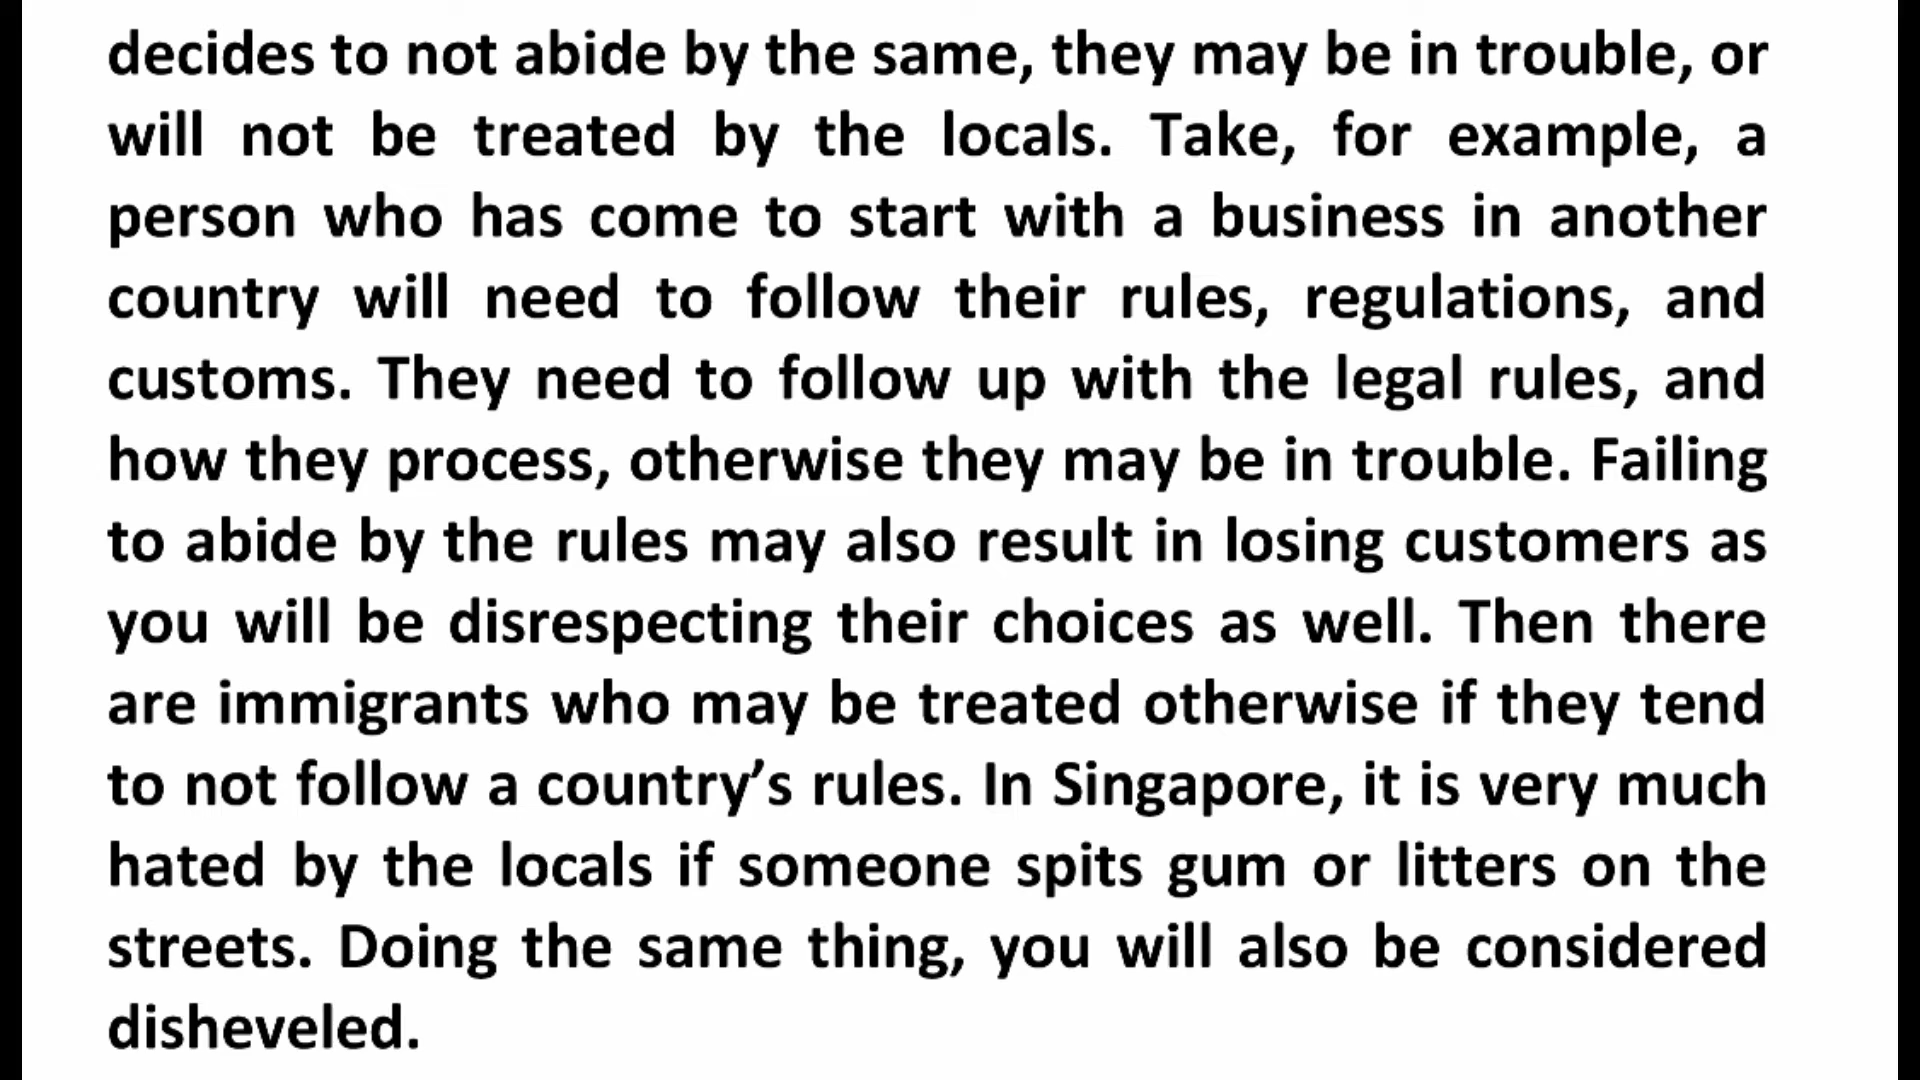 decides to not abide by the same, they may be in trouble, or
will not be treated by the locals. Take, for example, a
person who has come to start with a business in another
country will need to follow their rules, regulations, and
customs. They need to follow up with the legal rules, and
how they process, otherwise they may be in trouble. Failing
to abide by the rules may also result in losing customers as
you will be disrespecting their choices as well. Then there
are immigrants who may be treated otherwise if they tend
to not follow a country’s rules. In Singapore, it is very much
hated by the locals if someone spits gum or litters on the
streets. Doing the same thing, you will also be considered
disheveled.